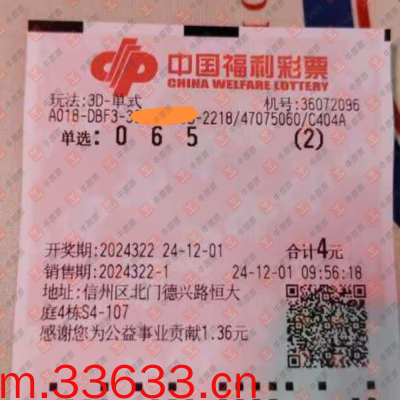 中国福利彩票
CHINA WELFARE LOTTERY
玩法:3D-单式 机号:36072096
A018-DBF3-3 -2218/47075060/C404A
单选: 0 6 5 (2)
开奖期:2024322 24-12-01 合计4元
销售期:2024322-1 24-12-01 09:56:18
地址:信州区北门德兴路恒大
庭4栋S4-107
感谢您为公益事业贡献1.36元
m.33633.cn